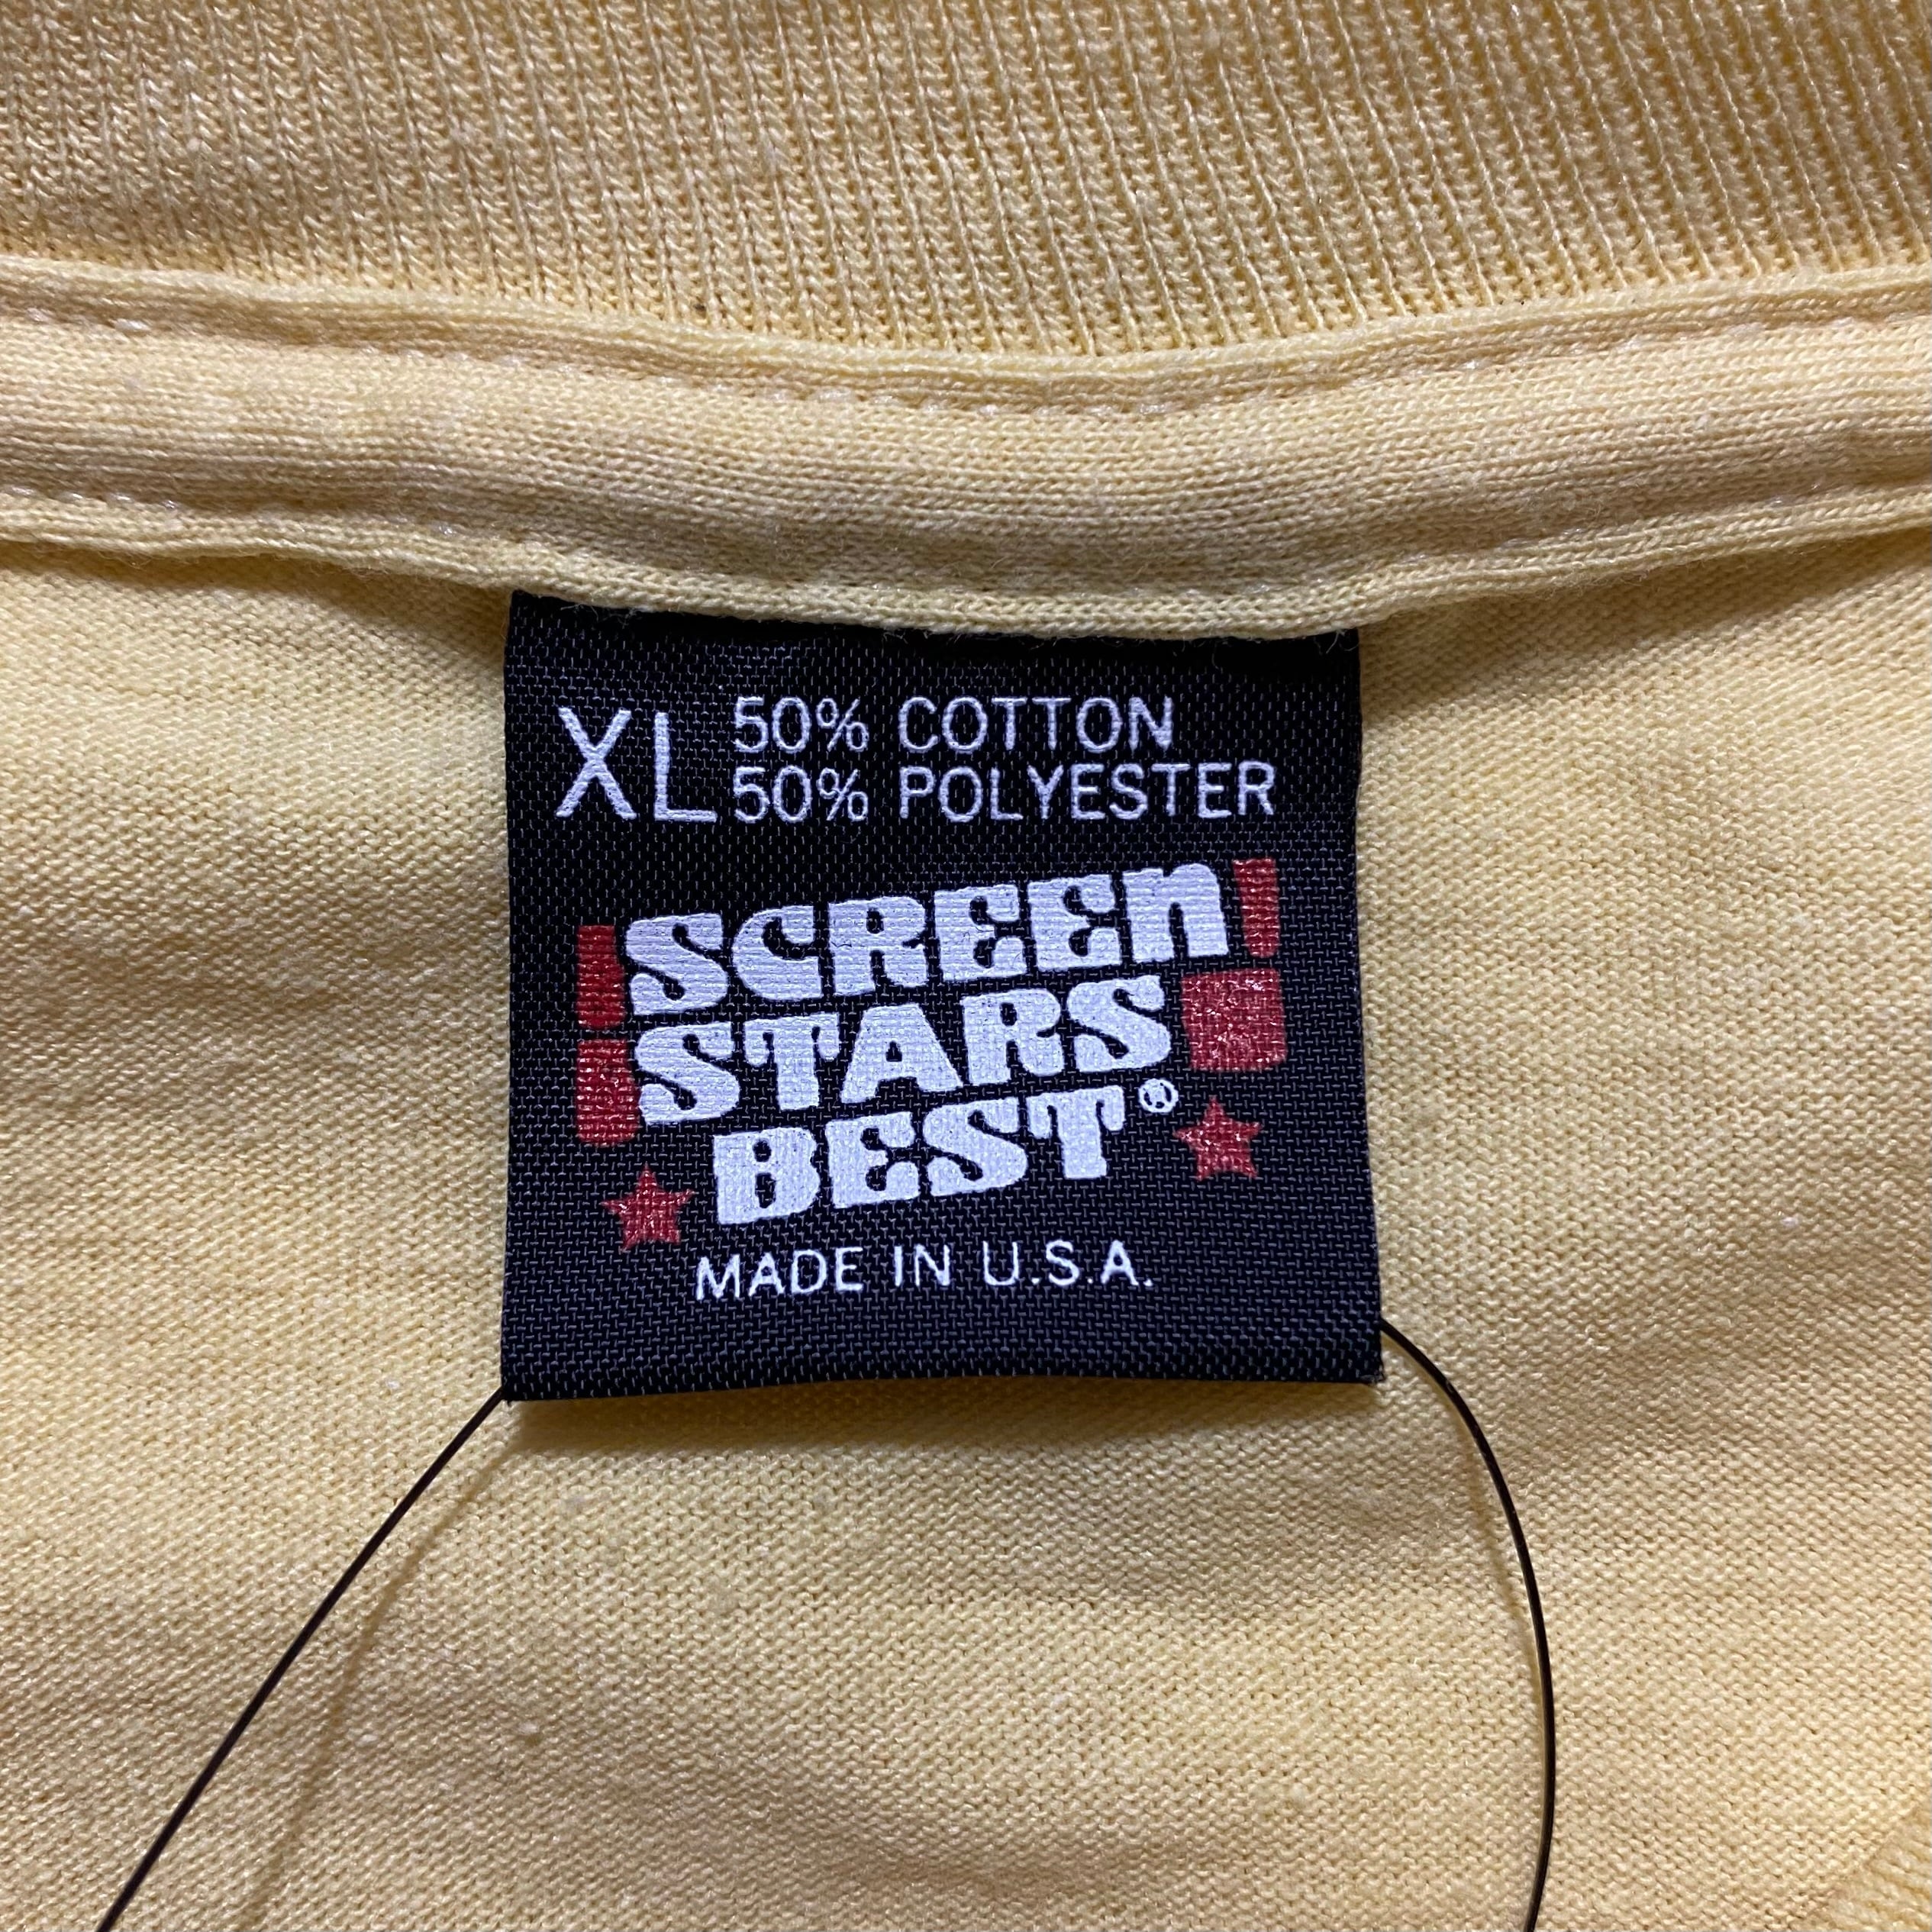 XL 50% COTTON
50% POLYESTER
SCREEN
STARS
BEST®
MADE IN U.S.A.